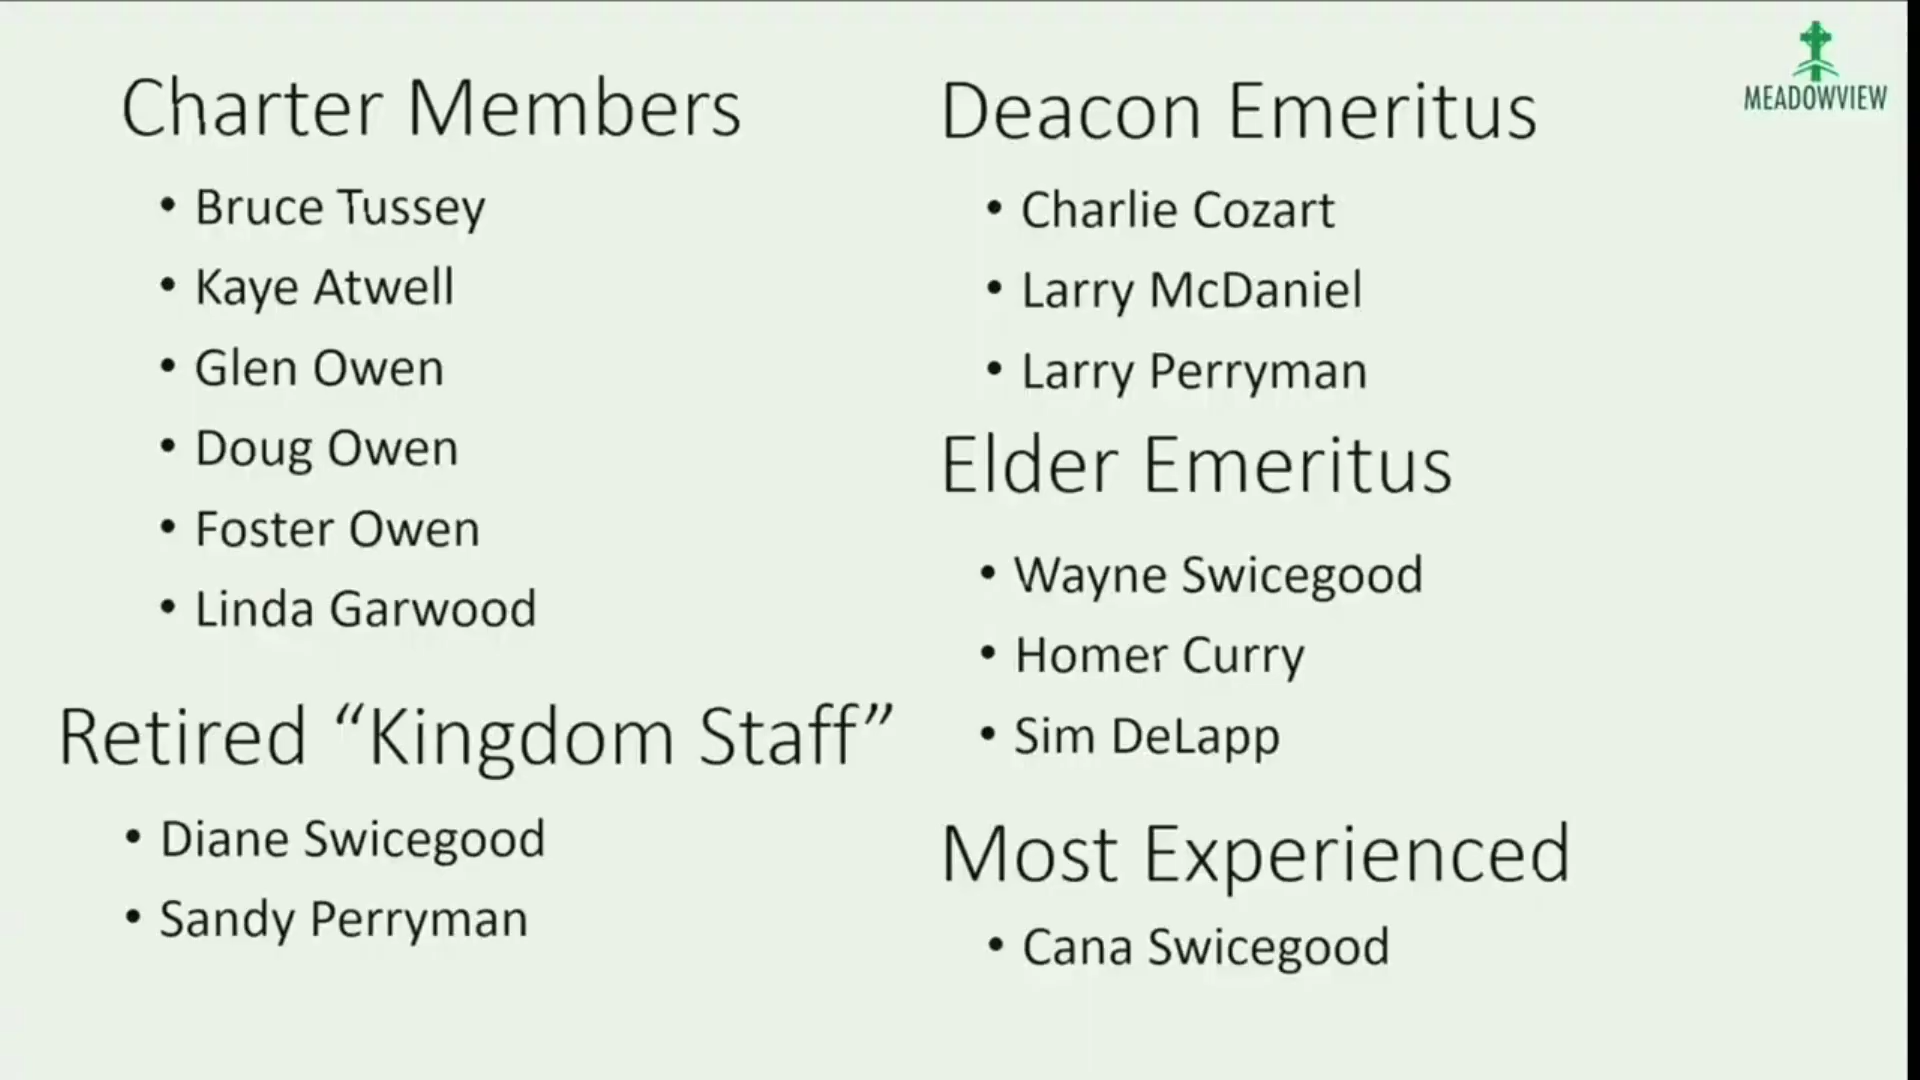 Charter Members
• Bruce Tussey
• Kaye Atwell
• Glen Owen
• Doug Owen
• Foster Owen
• Linda Garwood
Retired “Kingdom Staff”
• Diane Swicegood
• Sandy Perryman
Deacon Emeritus
• Charlie Cozart
• Larry McDaniel
• Larry Perryman
Elder Emeritus
• Wayne Swicegood
• Homer Curry
• Sim DeLapp
Most Experienced
• Cana Swicegood
MEADOWVIEW